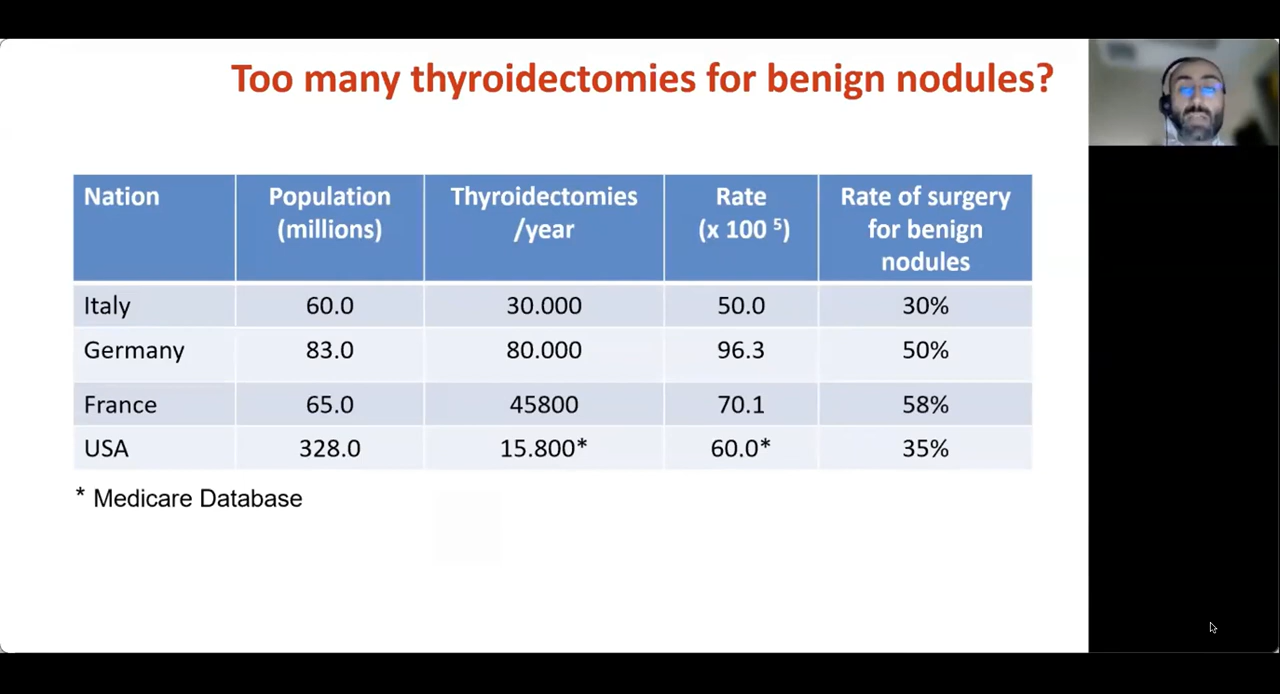 Too many thyroidectomies for benign nodules?
Nation Population Thyroidectomies Rate Rate of surgery
(millions) /year (x 100 ⁵) for benign
nodules
Italy 60.0 30.000 50.0 30%
Germany 83.0 80.000 96.3 50%
France 65.0 45800 70.1 58%
USA 328.0 15.800* 60.0* 35%
* Medicare Database